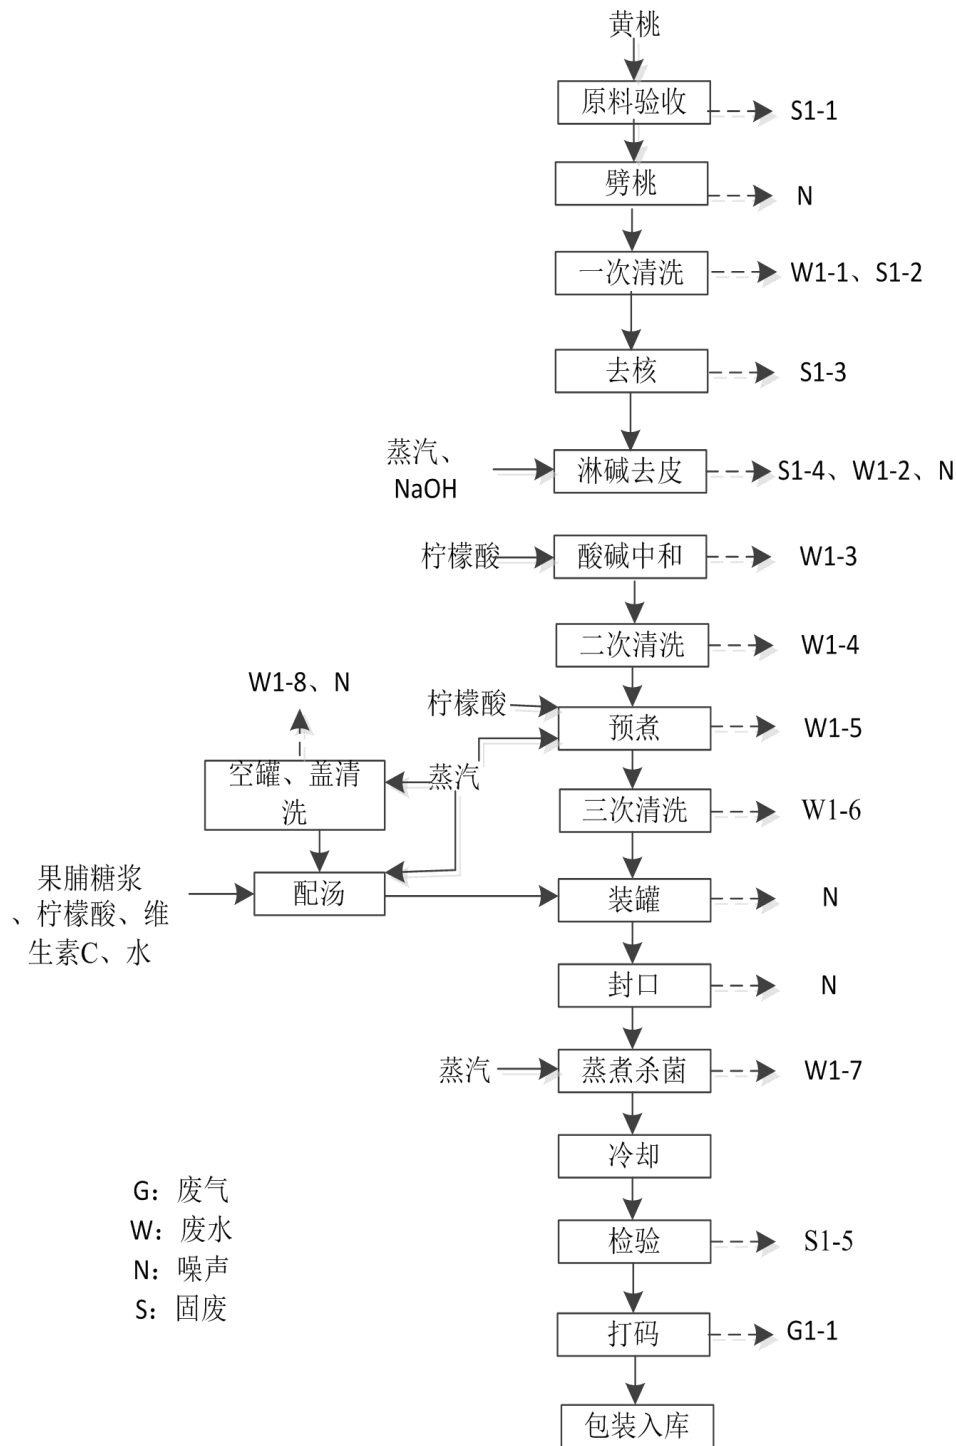 黄桃
原料验收
S1-1
劈桃
N
一次清洗
W1-1、S1-2
去核
S1-3
蒸汽、
NaOH
淋碱去皮
S1-4、W1-2、N
柠檬酸
酸碱中和
W1-3
二次清洗
W1-4
W1-8、N
柠檬酸
预煮
W1-5
空罐、盖清
洗
蒸汽
三次清洗
W1-6
果脯糖浆
、柠檬酸、维
生素C、水
配汤
装罐
N
封口
N
蒸汽
蒸煮杀菌
W1-7
冷却
G：废气
W：废水
N：噪声
S：固废
检验
S1-5
打码
G1-1
包装入库